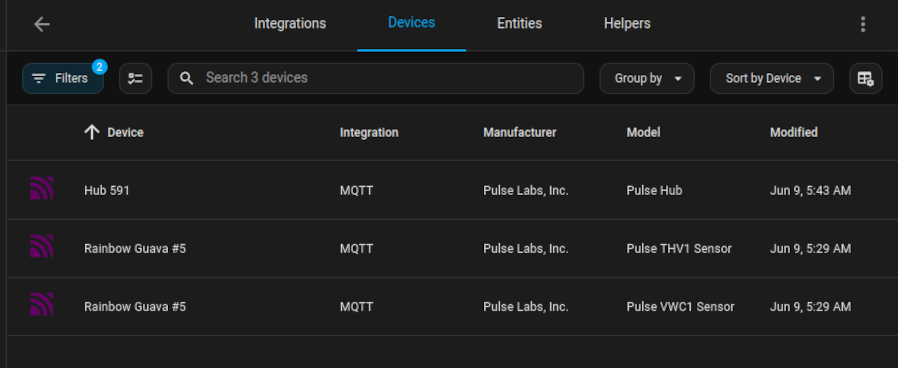 Integrations Devices Entities Helpers
Filters 2 Search 3 devices Group by Sort by Device
Device Integration Manufacturer Model Modified
Hub 591 MQTT Pulse Labs, Inc. Pulse Hub Jun 9, 5:43 AM
Rainbow Guava #5 MQTT Pulse Labs, Inc. Pulse THV1 Sensor Jun 9, 5:29 AM
Rainbow Guava #5 MQTT Pulse Labs, Inc. Pulse VWC1 Sensor Jun 9, 5:29 AM